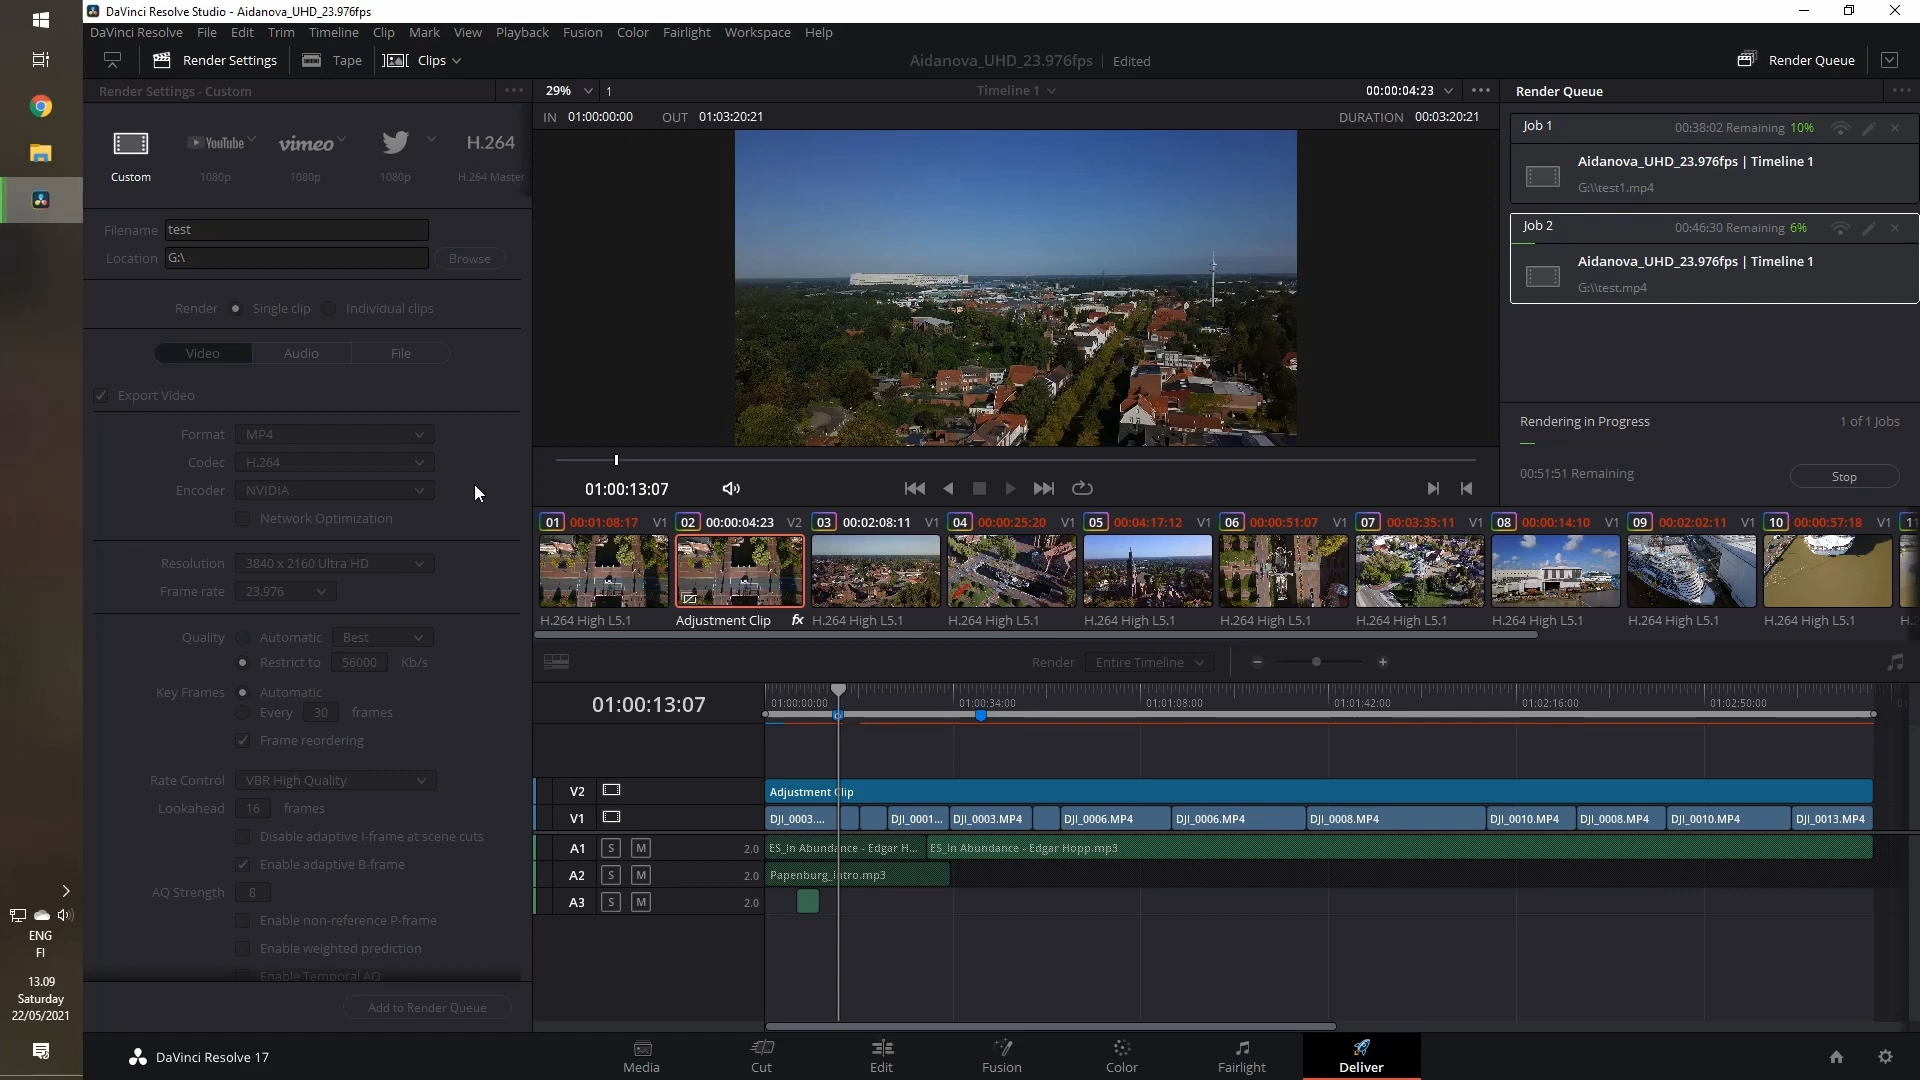 DaVinci Resolve Studio - Aidanova_UHD_23.976fps
DaVinci Resolve File Edit Trim Timeline Clip Mark View Playback Fusion Color Fairlight Workspace Help
Render Settings Tape Clips Aidanova_UHD_23.976fps Edited Render Queue
Render Settings - Custom
29% 1 Timeline 1 00:00:04:23
IN 01:00:00:00 OUT 01:03:20:21 DURATION 00:03:20:21
Custom
YouTube
1080p
vimeo
1080p
1080p
H.264
H.264 Master
Filename test
Location G:\ Browse
Render Single clip Individual clips
Video Audio File
Export Video
Format MP4
Codec H.264
Encoder NVIDIA
Network Optimization
Resolution 3840 x 2160 Ultra HD
Frame rate 23.976
Quality Automatic Best
Restrict to 56000 Kb/s
Key Frames Automatic
Every 30 frames
Frame reordering
Rate Control VBR High Quality
Lookahead 16 frames
Disable adaptive I-frame at scene cuts
Enable adaptive B-frame
AQ Strength 8
Enable non-reference P-frame
Enable weighted prediction
Enable Temporal AQ
Add to Render Queue
Render Queue
Job 1 00:38:02 Remaining 10%
Aidanova_UHD_23.976fps | Timeline 1
G:\\test1.mp4
Job 2 00:46:30 Remaining 6%
Aidanova_UHD_23.976fps | Timeline 1
G:\\test.mp4
Rendering in Progress 1 of 1 Jobs
00:51:51 Remaining Stop
01:00:13:07
01 00:01:08:17 V1 02 00:00:04:23 V2 03 00:02:08:11 V1 04 00:00:25:20 V1 05 00:04:17:12 V1 06 00:00:51:07 V1 07 00:03:35:11 V1 08 00:00:14:10 V1 09 00:02:02:11 V1 10 00:00:57:18 V1 11
H.264 High L5.1 Adjustment Clip fx H.264 High L5.1 H.264 High L5.1 H.264 High L5.1 H.264 High L5.1 H.264 High L5.1 H.264 High L5.1 H.264 High L5.1 H.264 High L5.1
Render Entire Timeline
01:00:13:07
01:00:00:00 01:00:34:00 01:01:08:00 01:01:42:00 01:02:16:00 01:02:50:00
V2 Adjustment Clip
V1 DJI_0003.... DJI_0001... DJI_0003.MP4 DJI_0006.MP4 DJI_0006.MP4 DJI_0008.MP4 DJI_0010.MP4 DJI_0008.MP4 DJI_0010.MP4 DJI_0013.MP4
A1 S M 2.0 ES_In Abundance - Edgar H... ES_In Abundance - Edgar Hopp.mp3
A2 S M 2.0 Papenburg_intro.mp3
A3 S M 2.0
ENG
FI
13.09
Saturday
22/05/2021
DaVinci Resolve 17
Media Cut Edit Fusion Color Fairlight Deliver